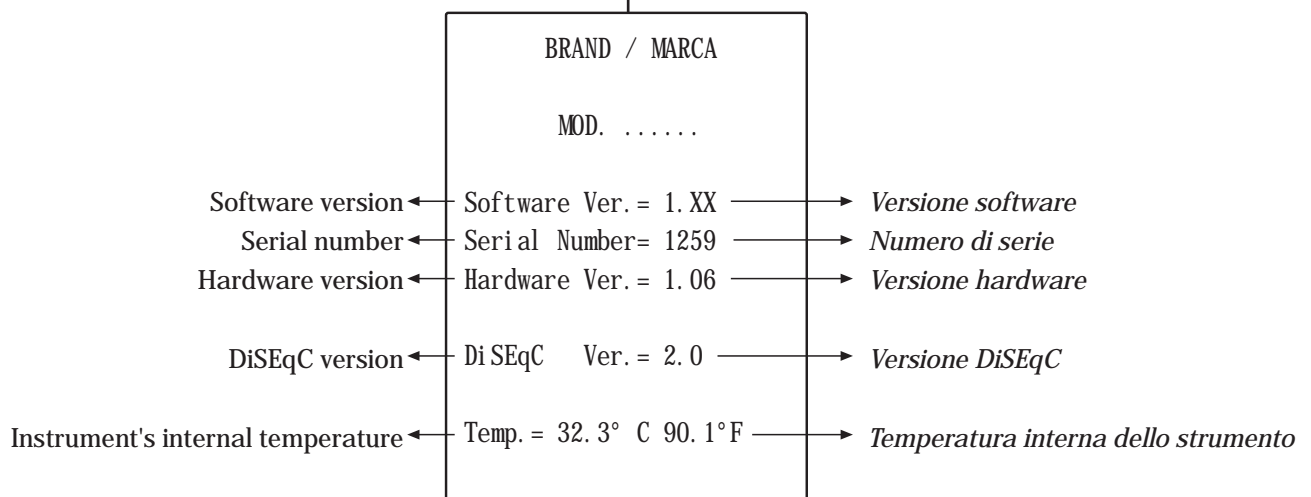 BRAND / MARCA
MOD. ......
Software version Software Ver.= 1.XX Versione software
Serial number Serial Number= 1259 Numero di serie
Hardware version Hardware Ver.= 1.06 Versione hardware
DiSEqC version DiSEqC Ver.= 2.0 Versione DiSEqC
Instrument's internal temperature Temp.= 32.3° C 90.1°F Temperatura interna dello strumento